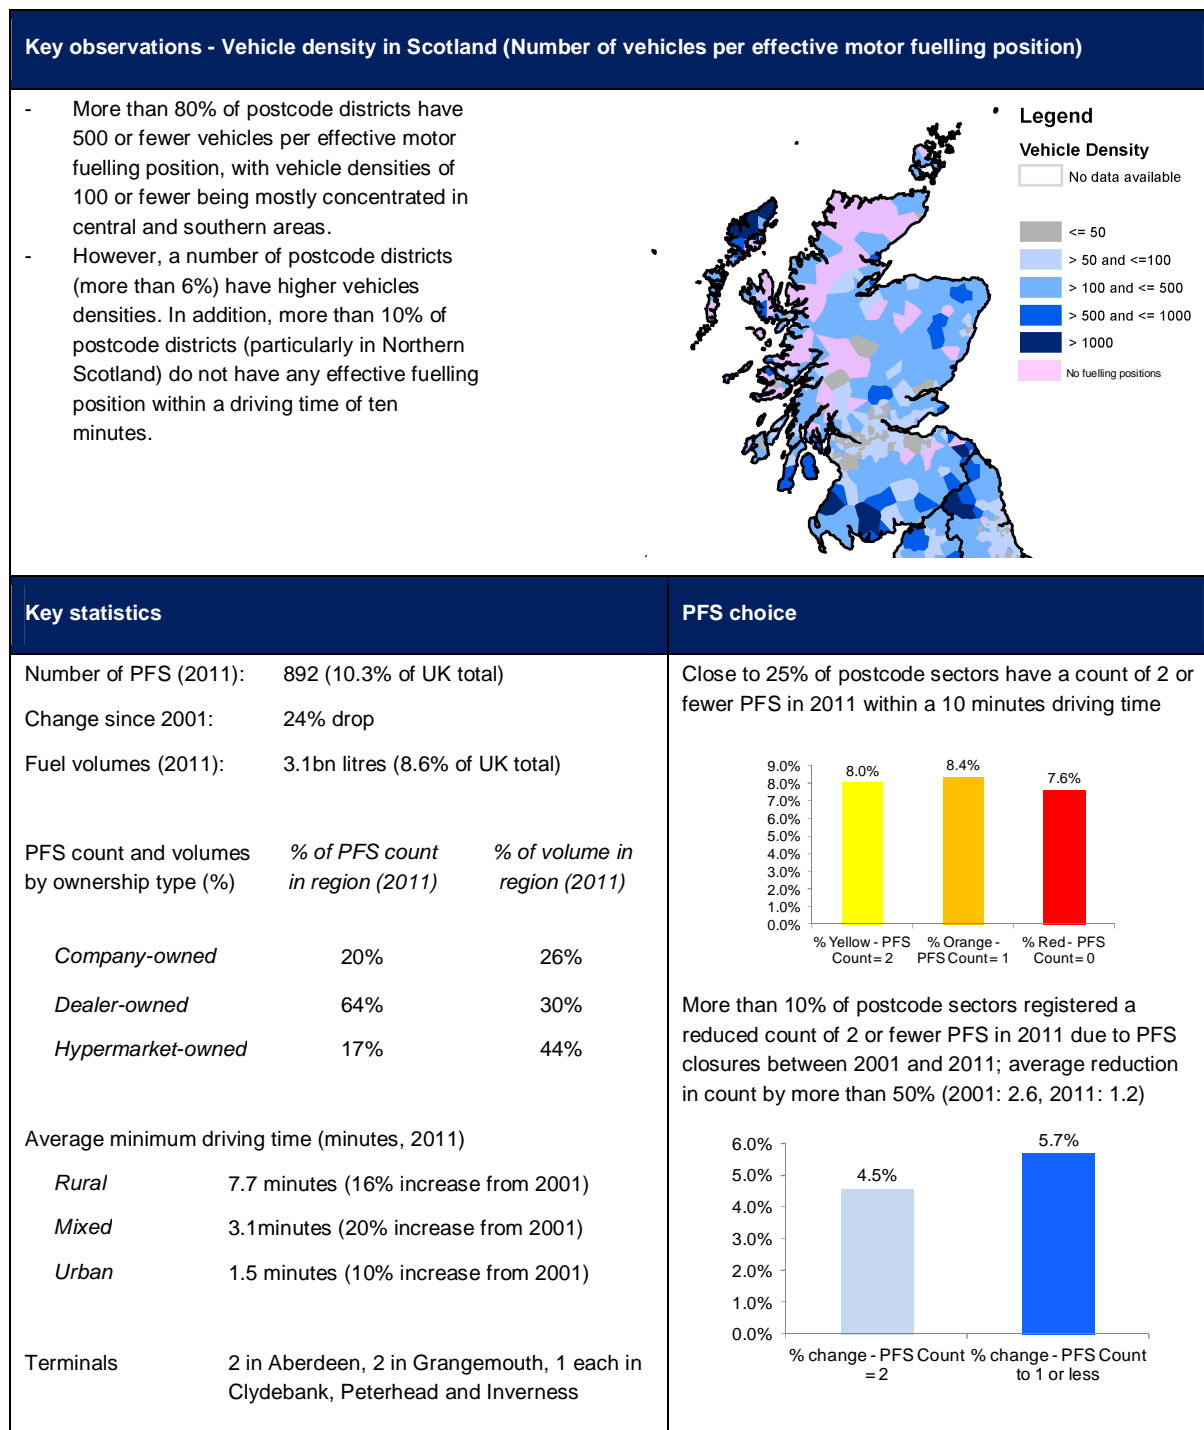 Key observations - Vehicle density in Scotland (Number of vehicles per effective motor fuelling position)
- More than 80% of postcode districts have
500 or fewer vehicles per effective motor
fuelling position, with vehicle densities of
100 or fewer being mostly concentrated in
central and southern areas.
- However, a number of postcode districts
(more than 6%) have higher vehicles
densities. In addition, more than 10% of
postcode districts (particularly in Northern
Scotland) do not have any effective fuelling
position within a driving time of ten
minutes.
Legend
Vehicle Density
No data available
<= 50
> 50 and <=100
> 100 and <= 500
> 500 and <= 1000
> 1000
No fuelling positions
Key statistics
Number of PFS (2011): 892 (10.3% of UK total)
Change since 2001: 24% drop
Fuel volumes (2011): 3.1bn litres (8.6% of UK total)
PFS count and volumes % of PFS count % of volume in
by ownership type (%) in region (2011) region (2011)
Company-owned 20% 26%
Dealer-owned 64% 30%
Hypermarket-owned 17% 44%
Average minimum driving time (minutes, 2011)
Rural 7.7 minutes (16% increase from 2001)
Mixed 3.1minutes (20% increase from 2001)
Urban 1.5 minutes (10% increase from 2001)
Terminals 2 in Aberdeen, 2 in Grangemouth, 1 each in
Clydebank, Peterhead and Inverness
PFS choice
Close to 25% of postcode sectors have a count of 2 or
fewer PFS in 2011 within a 10 minutes driving time
9.0%
8.0%
7.0%
6.0%
5.0%
4.0%
3.0%
2.0%
1.0%
0.0%
8.0% 8.4% 7.6%
% Yellow - PFS % Orange - % Red - PFS
Count = 2 PFS Count = 1 Count = 0
More than 10% of postcode sectors registered a
reduced count of 2 or fewer PFS in 2011 due to PFS
closures between 2001 and 2011; average reduction
in count by more than 50% (2001: 2.6, 2011: 1.2)
6.0%
5.0%
4.0%
3.0%
2.0%
1.0%
0.0%
4.5% 5.7%
% change - PFS Count % change - PFS Count
= 2 to 1 or less